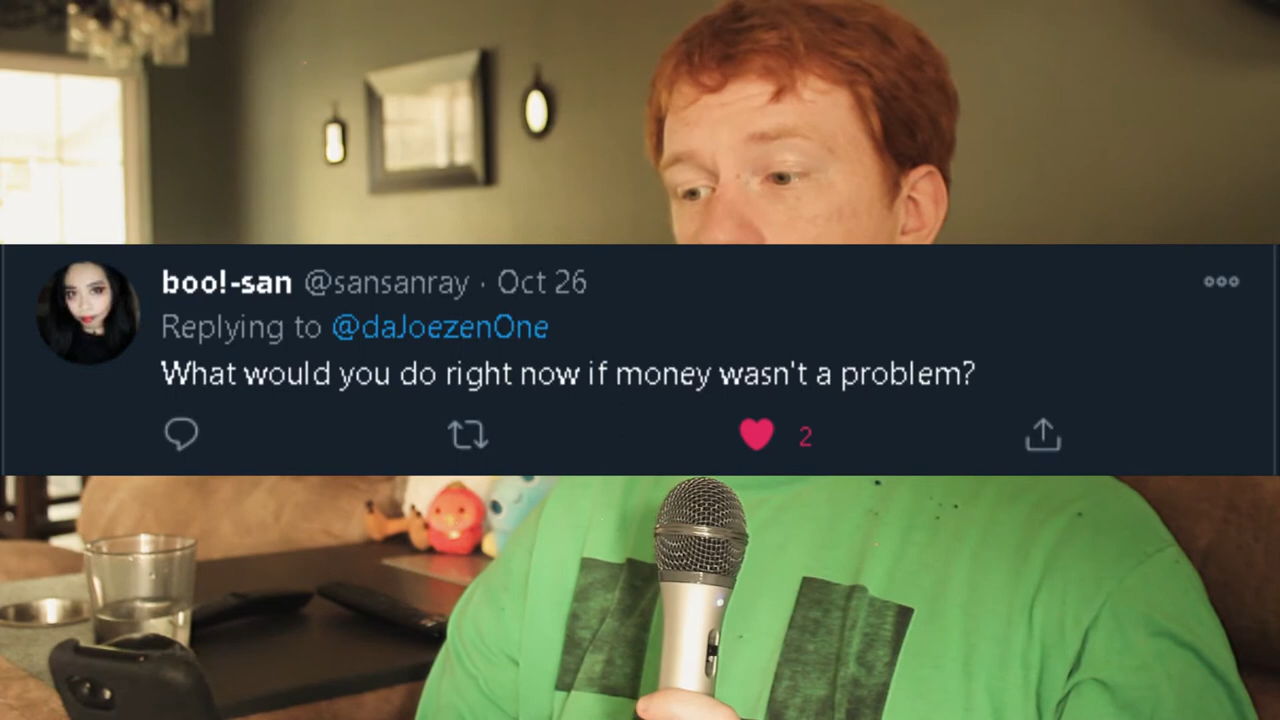 boo!-san @sansanray · Oct 26
Replying to @daJoezenOne
What would you do right now if money wasn't a problem?
2